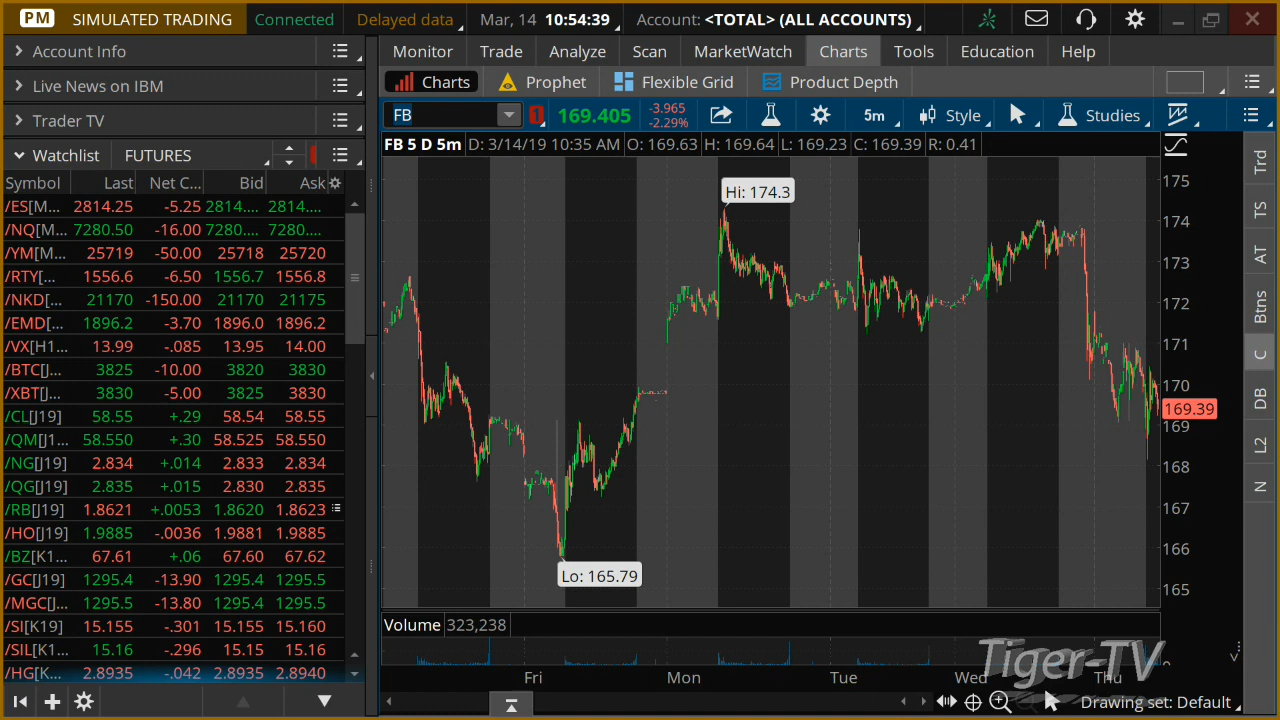 PM SIMULATED TRADING Connected Delayed data Mar, 14 10:54:39 Account: <TOTAL> (ALL ACCOUNTS)
Account Info
Live News on IBM
Trader TV
Watchlist FUTURES
Symbol Last Net C... Bid Ask
/ES[M... 2814.25 -5.25 2814.... 2814....
/NQ[M... 7280.50 -16.00 7280.... 7280....
/YM[M... 25719 -50.00 25718 25720
/RTY[... 1556.6 -6.50 1556.7 1556.8
/NKD[... 21170 -150.00 21170 21175
/EMD[... 1896.2 -3.70 1896.0 1896.2
/VX[H1... 13.99 -.085 13.95 14.00
/BTC[J... 3825 -10.00 3820 3830
/XBT[J... 3830 -5.00 3825 3830
/CL[J19] 58.55 +.29 58.54 58.55
/QM[J1... 58.550 +.30 58.525 58.550
/NG[J19] 2.834 +.014 2.833 2.834
/QG[J19] 2.835 +.015 2.830 2.835
/RB[J19] 1.8621 +.0053 1.8620 1.8623
/HO[J19] 1.9885 -.0036 1.9881 1.9885
/BZ[K1... 67.61 +.06 67.60 67.62
/GC[J19] 1295.4 -13.90 1295.4 1295.5
/MGC[J... 1295.5 -13.80 1295.4 1295.5
/SI[K19] 15.155 -.301 15.155 15.160
/SIL[K... 15.16 -.296 15.15 15.16
/HG[K... 2.8935 -.042 2.8935 2.8940
Monitor Trade Analyze Scan MarketWatch Charts Tools Education Help
Charts Prophet Flexible Grid Product Depth
FB 1 169.405 -3.965 -2.29% 5m Style Studies
FB 5 D 5m D: 3/14/19 10:35 AM O: 169.63 H: 169.64 L: 169.23 C: 169.39 R: 0.41
Hi: 174.3
Lo: 165.79
175
174
173
172
171
170
169.39
169
168
167
166
165
Volume 323,238
Fri Mon Tue Wed Thu
Tiger-TV
Drawing set: Default
Trd
TS
AT
Btns
C
DB
L2
N